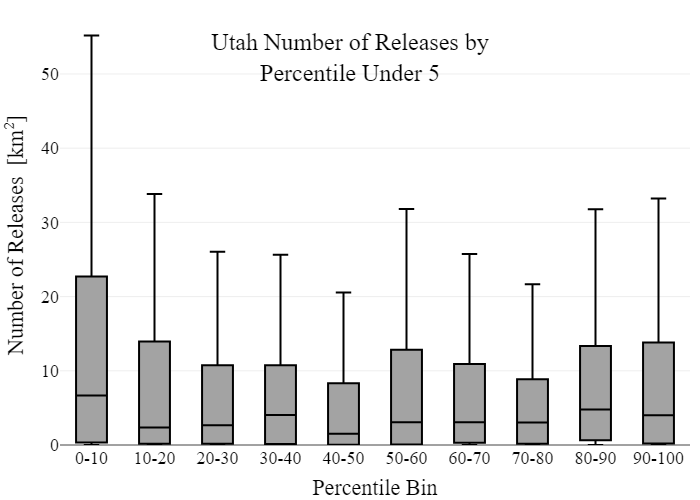 Utah Number of Releases by
Percentile Under 5
Number of Releases [km²]
50
40
30
20
10
0
0-10 10-20 20-30 30-40 40-50 50-60 60-70 70-80 80-90 90-100
Percentile Bin